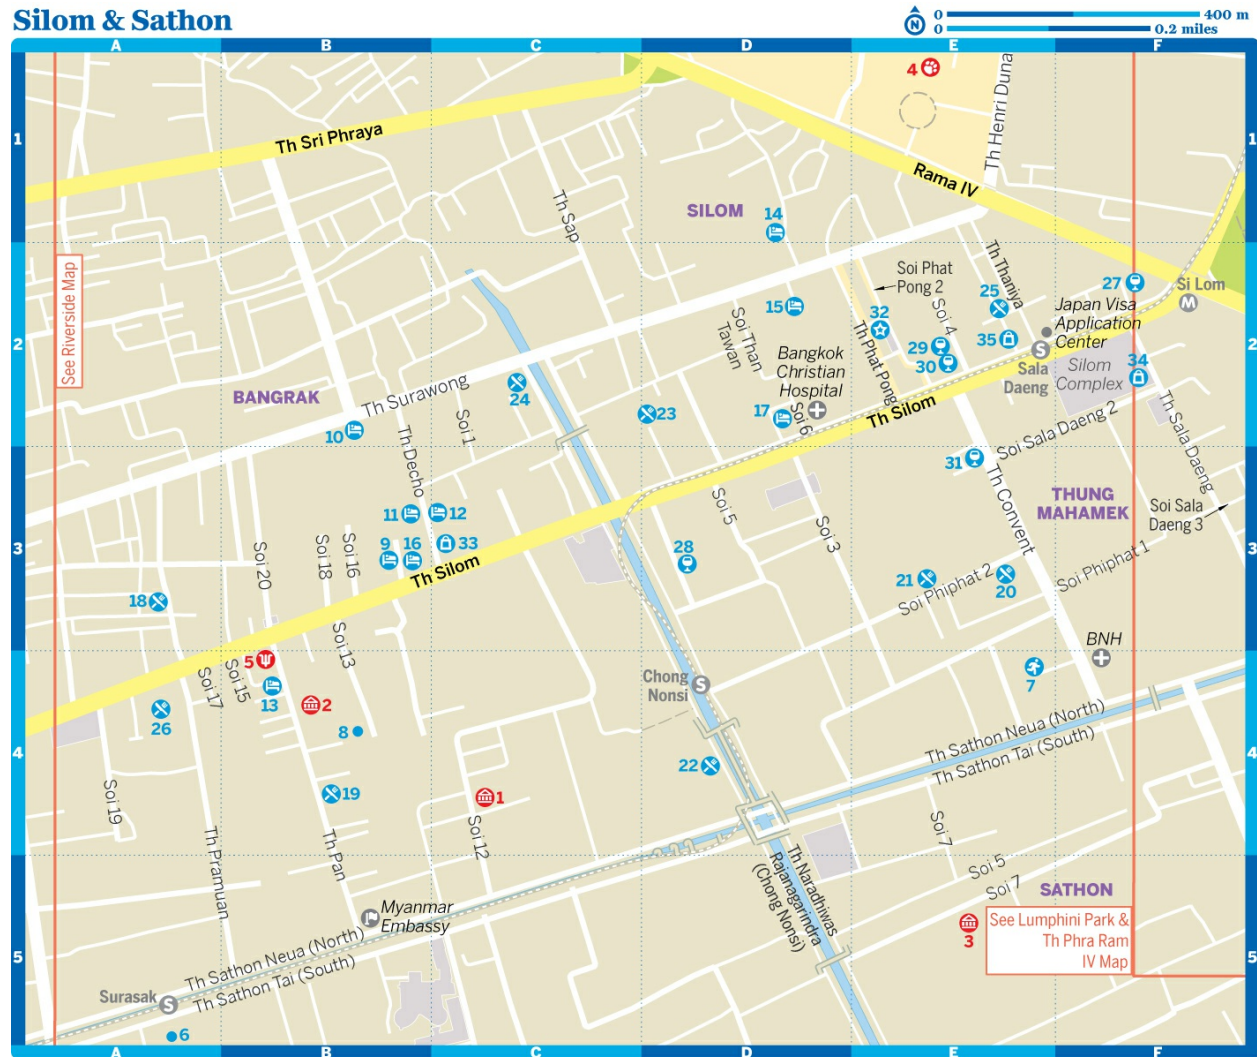 Silom & Sathon
N
0
400 m
0
0.2 miles
A
B
C
D
E
F
1
1
2
2
3
3
4
4
5
5
A
B
C
D
E
F
See Riverside Map
Th Sri Phraya
Th Sap
SILOM
14
4
Th Henri Duna
Rama IV
Soi Phat
Pong 2
Soi 4
Th Thaniya
25
27
Si Lom
M
Japan Visa
Application
Center
15
32
Soi Than
Tawan
Th Phat Pong
29
30
35
S
Sala
Daeng
Silom
Complex
34
Bangkok
Christian
Hospital
BANGRAK
Th Surawong
10
24
23
17
Soi 6
Th Silom
Soi 1
Th Decho
31
Soi Sala Daeng 2
Th Sala Daeng
Th Convent
THUNG
MAHAMEK
Soi Sala
Daeng 3
11
12
9
16
33
Th Silom
Soi 20
Soi 18
Soi 16
Soi 5
Soi 3
28
21
Soi Phiphat 2
20
Soi Phiphat 1
18
Soi 13
BNH
5
Soi 15
Soi 17
13
2
8
26
Chong
Nonsi
S
7
Th Sathon Neua (North)
Th Sathon Tai (South)
22
19
1
Soi 19
Soi 12
Th Pan
Th Pramuan
Soi 7
Soi 5
Soi 7
SATHON
Th Naradhiwas
Rajanagarindra
(Chong Nonsi)
3
See Lumphini Park &
Th Phra Ram
IV Map
Myanmar
Embassy
Th Sathon Neua (North)
Th Sathon Tai (South)
Surasak
S
6